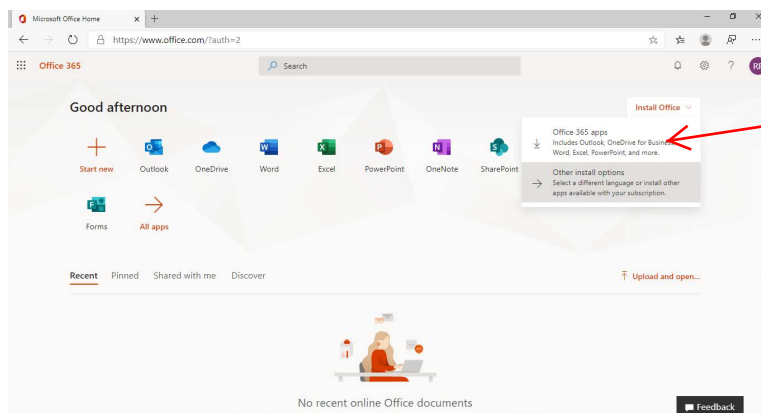 Microsoft Office Home
https://www.office.com/?auth=2
Office 365
Search
RF
Good afternoon
Install Office
Office 365 apps
Includes Outlook, OneDrive for Business,
Word, Excel, PowerPoint, and more.
Other install options
Select a different language or install other
apps available with your subscription.
Start new Outlook OneDrive Word Excel PowerPoint OneNote SharePoint
Forms All apps
Recent Pinned Shared with me Discover
Upload and open...
No recent online Office documents
Feedback